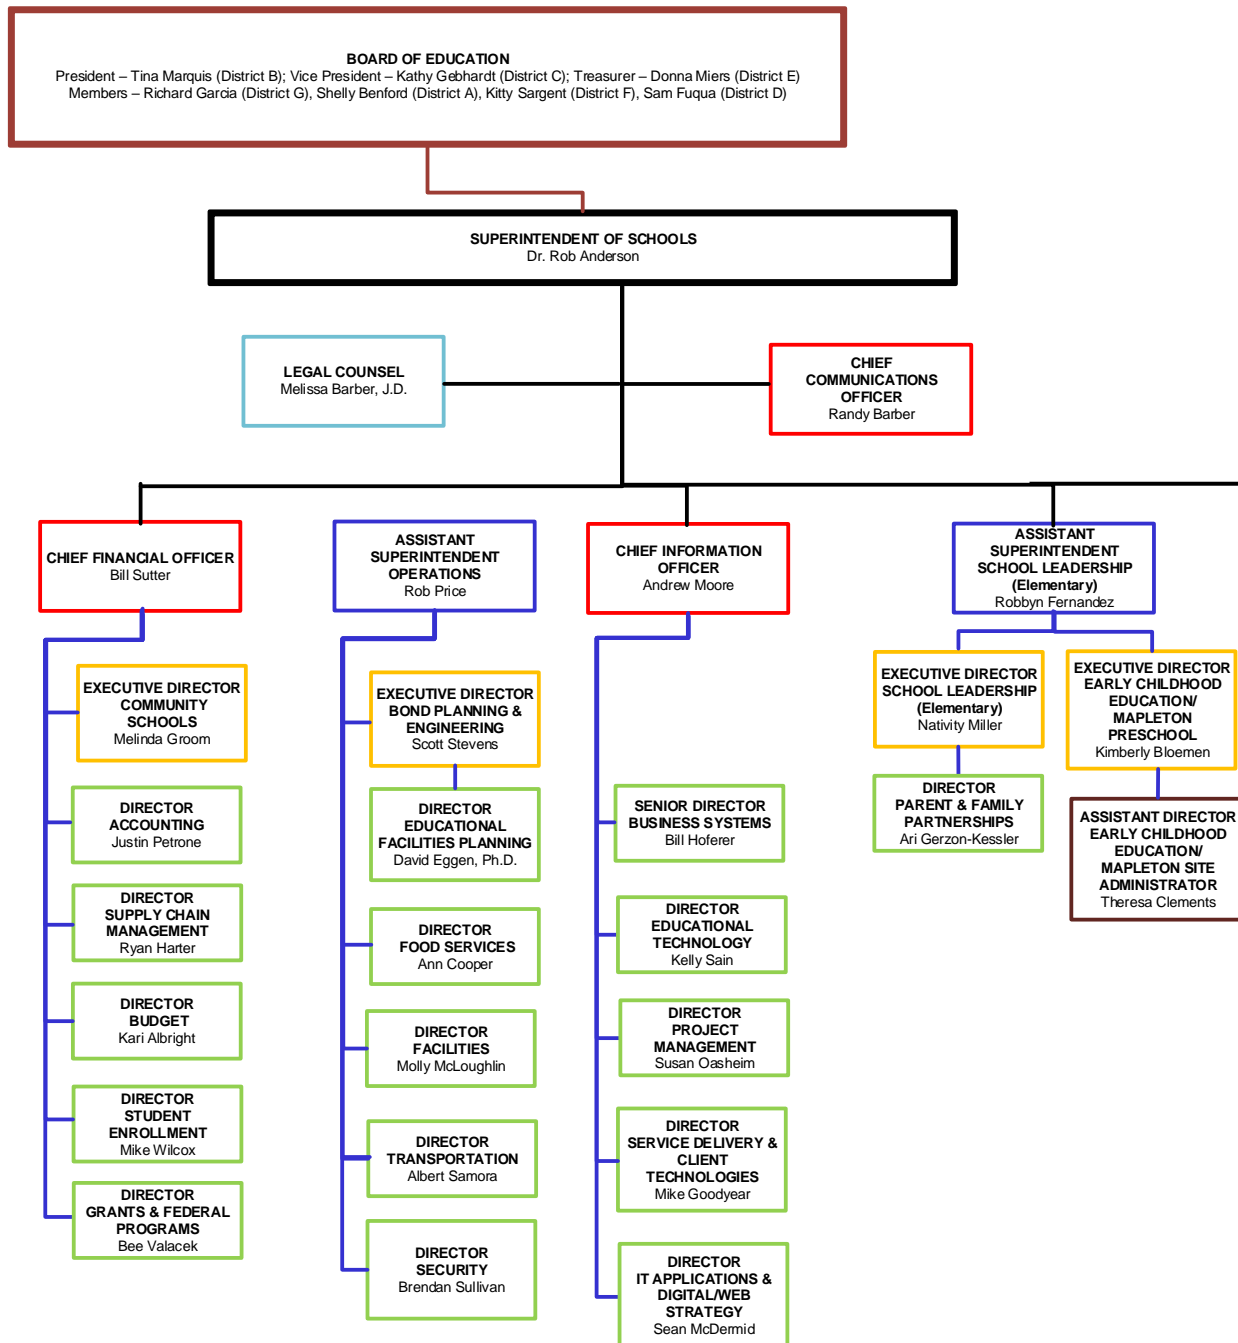 BOARD OF EDUCATION
President – Tina Marquis (District B); Vice President – Kathy Gebhardt (District C); Treasurer – Donna Miers (District E)
Members – Richard Garcia (District G), Shelly Benford (District A), Kitty Sargent (District F), Sam Fuqua (District D)
SUPERINTENDENT OF SCHOOLS
Dr. Rob Anderson
LEGAL COUNSEL
Melissa Barber, J.D.
CHIEF
COMMUNICATIONS
OFFICER
Randy Barber
CHIEF FINANCIAL OFFICER
Bill Sutter
EXECUTIVE DIRECTOR
COMMUNITY
SCHOOLS
Melinda Groom
DIRECTOR
ACCOUNTING
Justin Petrone
DIRECTOR
SUPPLY CHAIN
MANAGEMENT
Ryan Harter
DIRECTOR
BUDGET
Kari Albright
DIRECTOR
STUDENT
ENROLLMENT
Mike Wilcox
DIRECTOR
GRANTS & FEDERAL
PROGRAMS
Bee Valacek
ASSISTANT
SUPERINTENDENT
OPERATIONS
Rob Price
EXECUTIVE DIRECTOR
BOND PLANNING &
ENGINEERING
Scott Stevens
DIRECTOR
EDUCATIONAL
FACILITIES PLANNING
David Eggen, Ph.D.
DIRECTOR
FOOD SERVICES
Ann Cooper
DIRECTOR
FACILITIES
Molly McLoughlin
DIRECTOR
TRANSPORTATION
Albert Samora
DIRECTOR
SECURITY
Brendan Sullivan
CHIEF INFORMATION
OFFICER
Andrew Moore
SENIOR DIRECTOR
BUSINESS SYSTEMS
Bill Hoferer
DIRECTOR
EDUCATIONAL
TECHNOLOGY
Kelly Sain
DIRECTOR
PROJECT
MANAGEMENT
Susan Oasheim
DIRECTOR
SERVICE DELIVERY &
CLIENT
TECHNOLOGIES
Mike Goodyear
DIRECTOR
IT APPLICATIONS &
DIGITAL/WEB
STRATEGY
Sean McDermid
ASSISTANT
SUPERINTENDENT
SCHOOL LEADERSHIP
(Elementary)
Robbyn Fernandez
EXECUTIVE DIRECTOR
SCHOOL LEADERSHIP
(Elementary)
Nativity Miller
DIRECTOR
PARENT & FAMILY
PARTNERSHIPS
Ari Gerzon-Kessler
EXECUTIVE DIRECTOR
EARLY CHILDHOOD
EDUCATION/
MAPLETON
PRESCHOOL
Kimberly Bloemen
ASSISTANT DIRECTOR
EARLY CHILDHOOD
EDUCATION/
MAPLETON SITE
ADMINISTRATOR
Theresa Clements